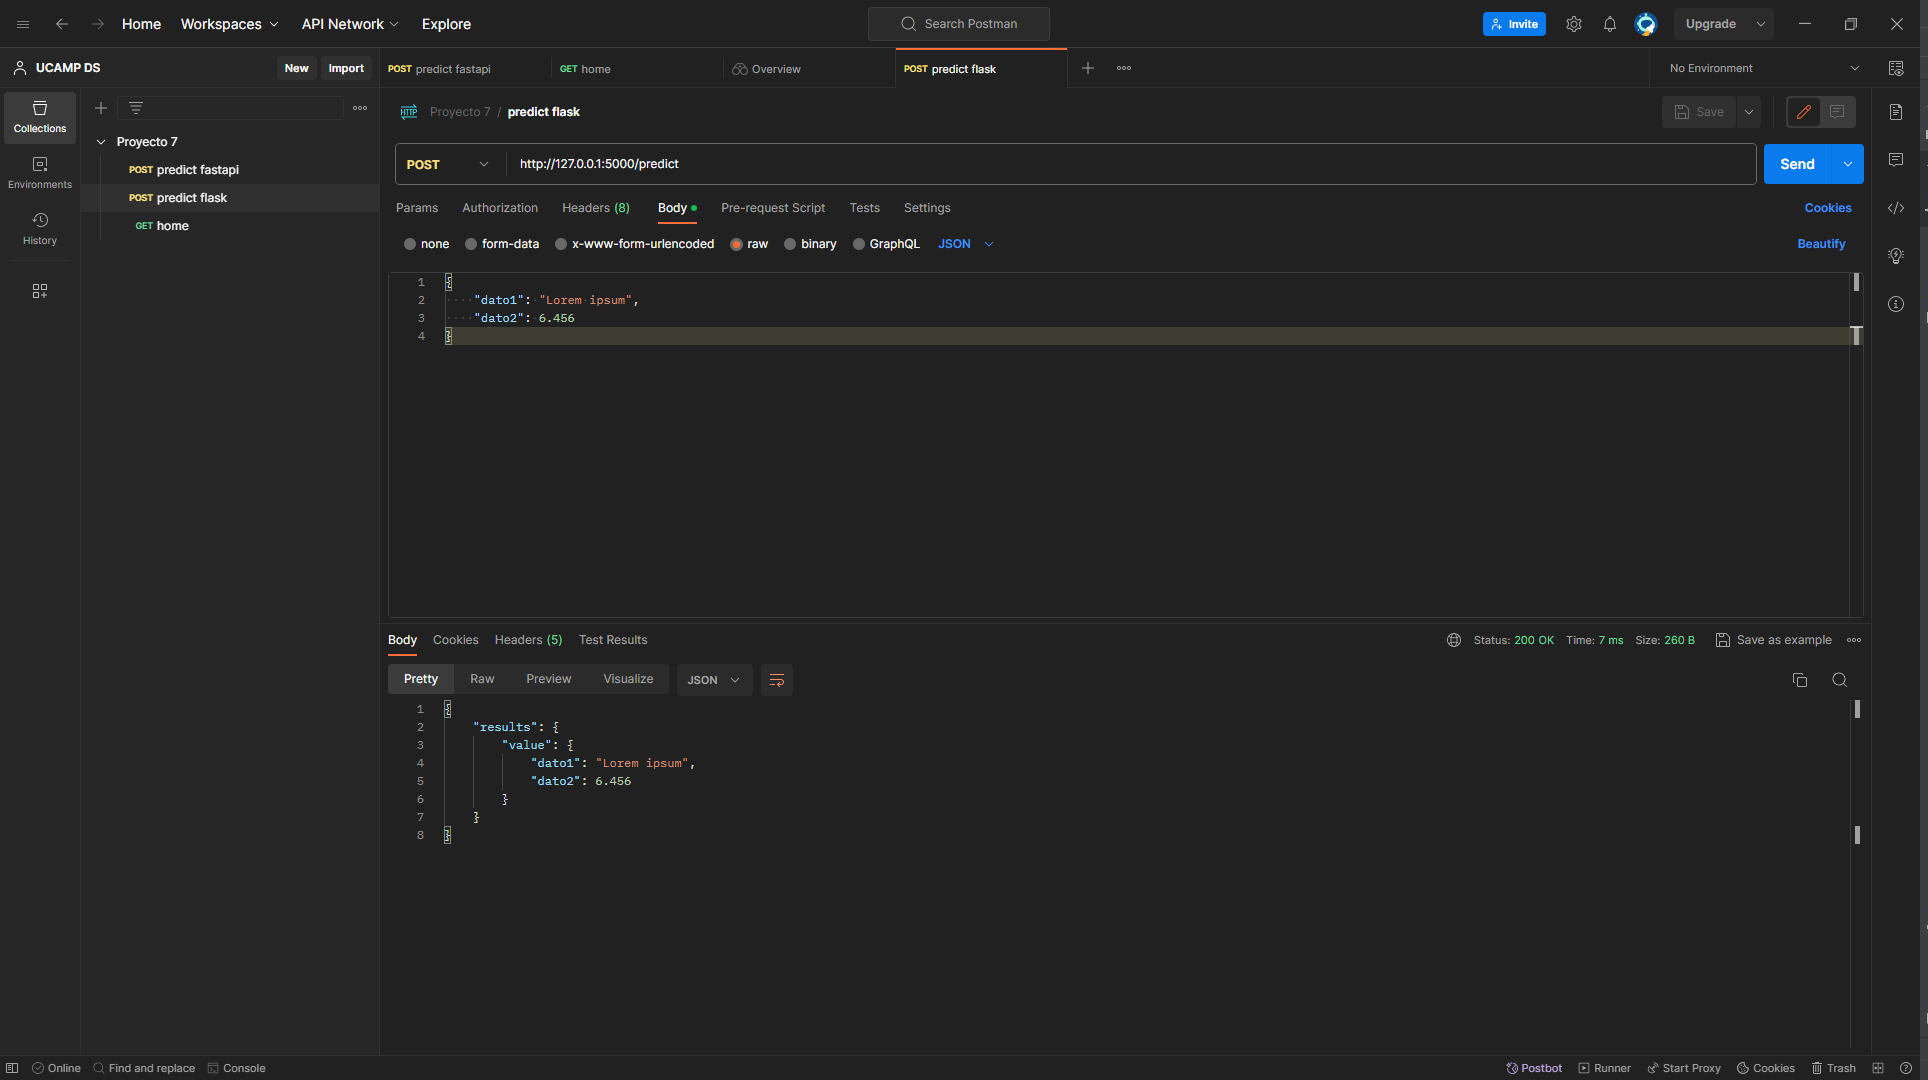 Home Workspaces API Network Explore
Search Postman
Invite
Upgrade
UCAMP DS
New Import
POST predict fastapi
GET home
Overview
POST predict flask
No Environment
Collections
Environments
History
Proyecto 7
POST predict fastapi
POST predict flask
GET home
HTTP Proyecto 7 / predict flask
Save
POST http://127.0.0.1:5000/predict
Send
Params Authorization Headers (8) Body Pre-request Script Tests Settings
Cookies
none form-data x-www-form-urlencoded raw binary GraphQL JSON
Beautify
1 {
2 "dato1": "Lorem ipsum",
3 "dato2": 6.456
4 }
Body Cookies Headers (5) Test Results
Status: 200 OK Time: 7 ms Size: 260 B Save as example
Pretty Raw Preview Visualize JSON
1 {
2 "results": {
3 "value": {
4 "dato1": "Lorem ipsum",
5 "dato2": 6.456
6 }
7 }
8 }
Online Find and replace Console
Postbot Runner Start Proxy Cookies Trash